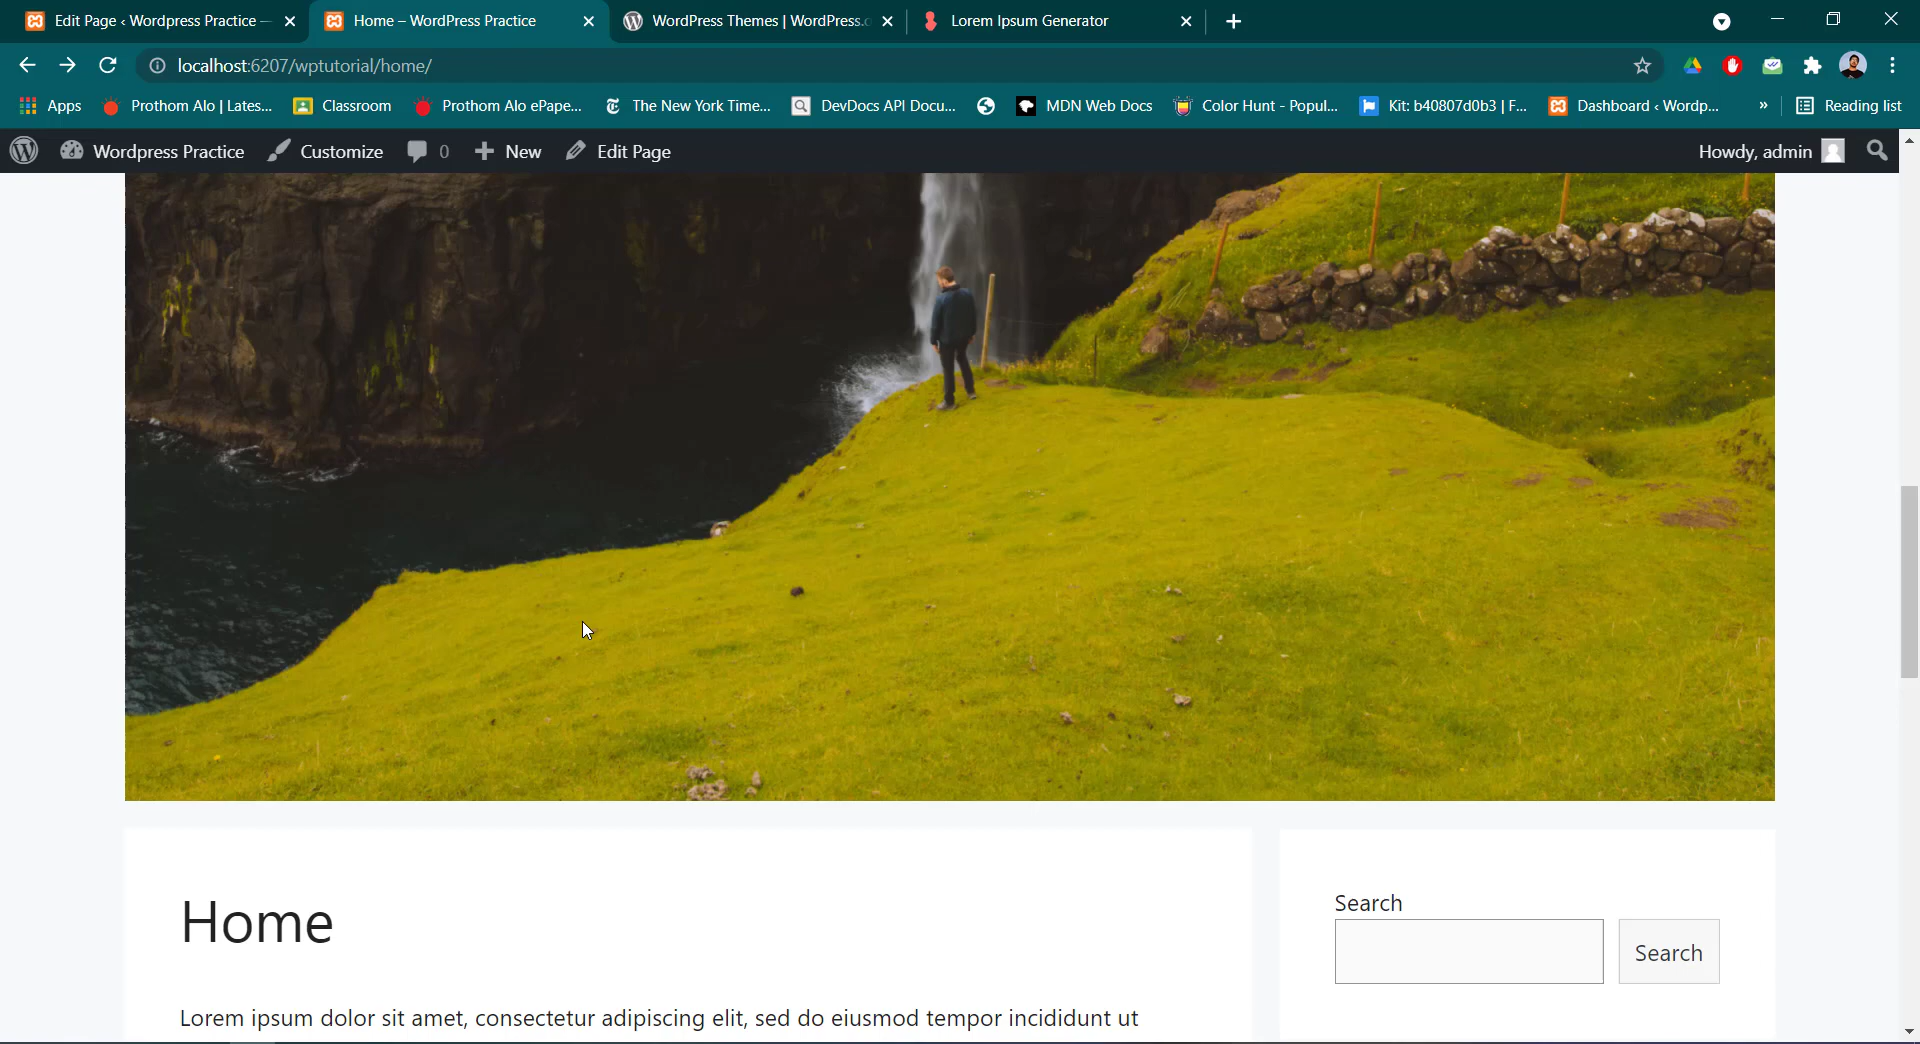 Edit Page ‹ Wordpress Practice —
Home – WordPress Practice
WordPress Themes | WordPress.o
Lorem Ipsum Generator
localhost:6207/wptutorial/home/
Apps
Prothom Alo | Lates...
Classroom
Prothom Alo ePape...
The New York Time...
DevDocs API Docu...
MDN Web Docs
Color Hunt - Popul...
Kit: b40807d0b3 | F...
Dashboard ‹ Wordp...
»
Reading list
Wordpress Practice
Customize
0
New
Edit Page
Howdy, admin
Home
Lorem ipsum dolor sit amet, consectetur adipiscing elit, sed do eiusmod tempor incididunt ut
Search
Search